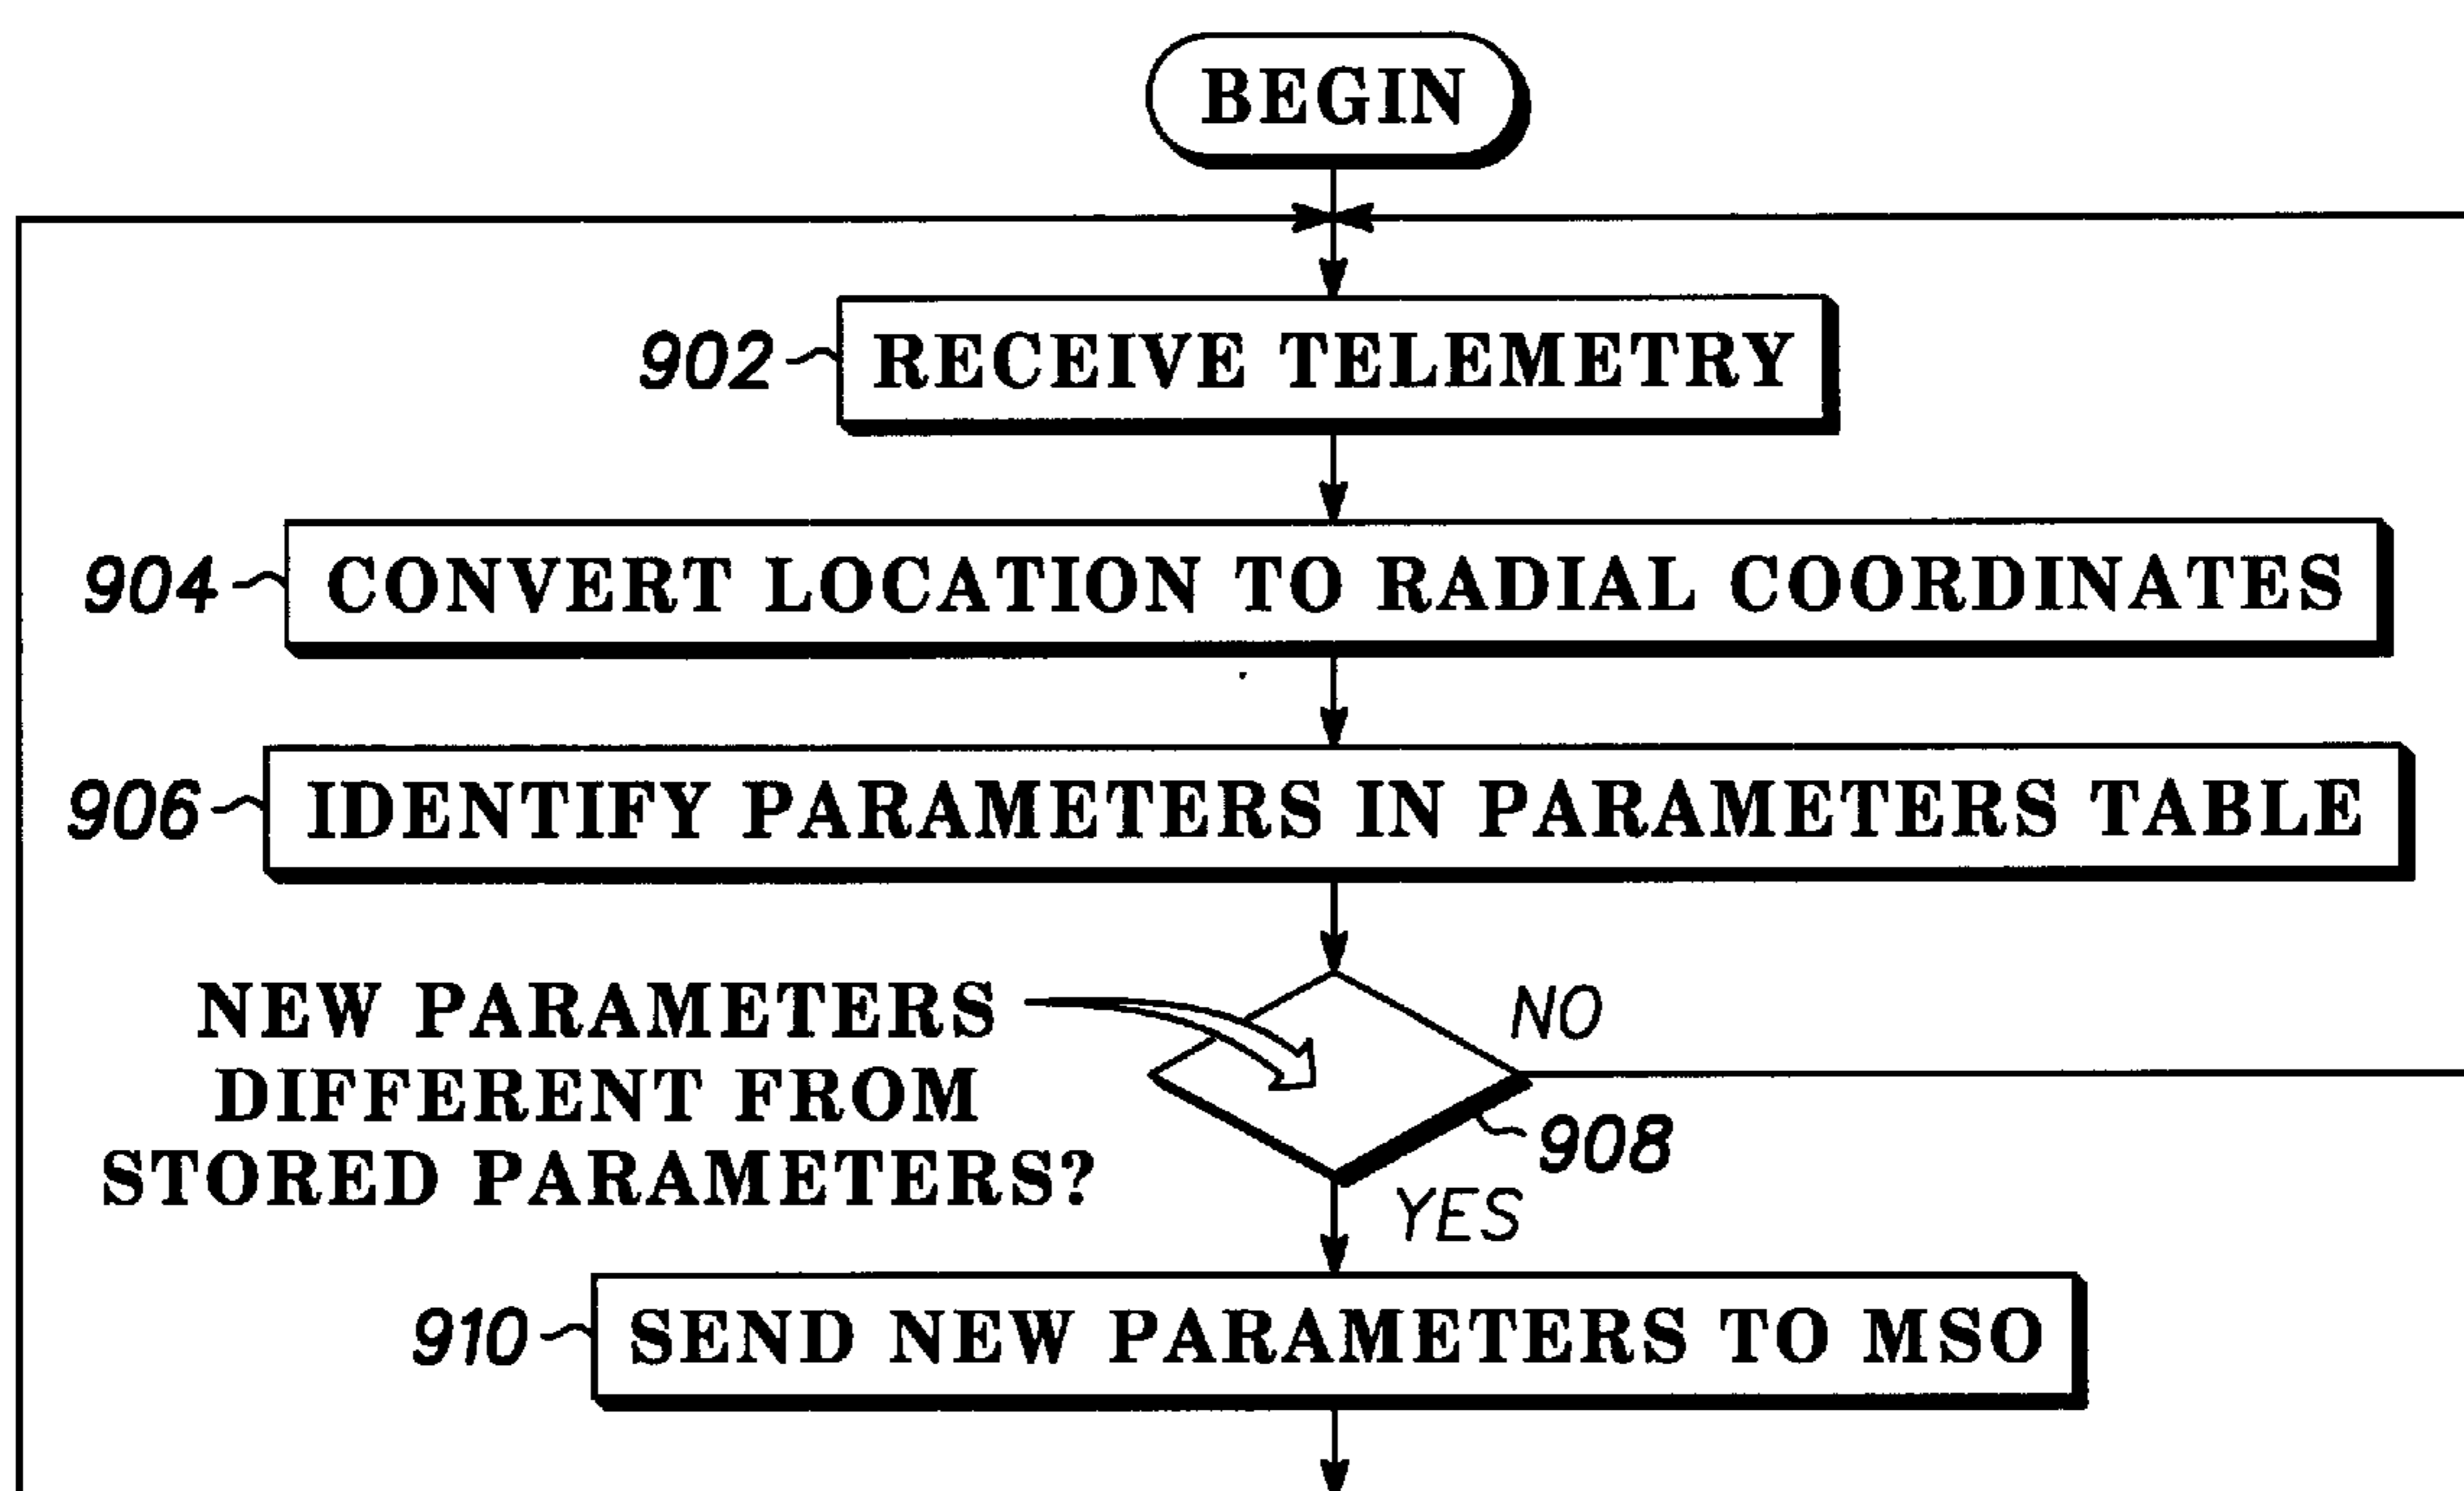 BEGIN
902
RECEIVE TELEMETRY
904
CONVERT LOCATION TO RADIAL COORDINATES
906
IDENTIFY PARAMETERS IN PARAMETERS TABLE
NEW PARAMETERS
DIFFERENT FROM
STORED PARAMETERS?
NO
908
YES
910
SEND NEW PARAMETERS TO MSO